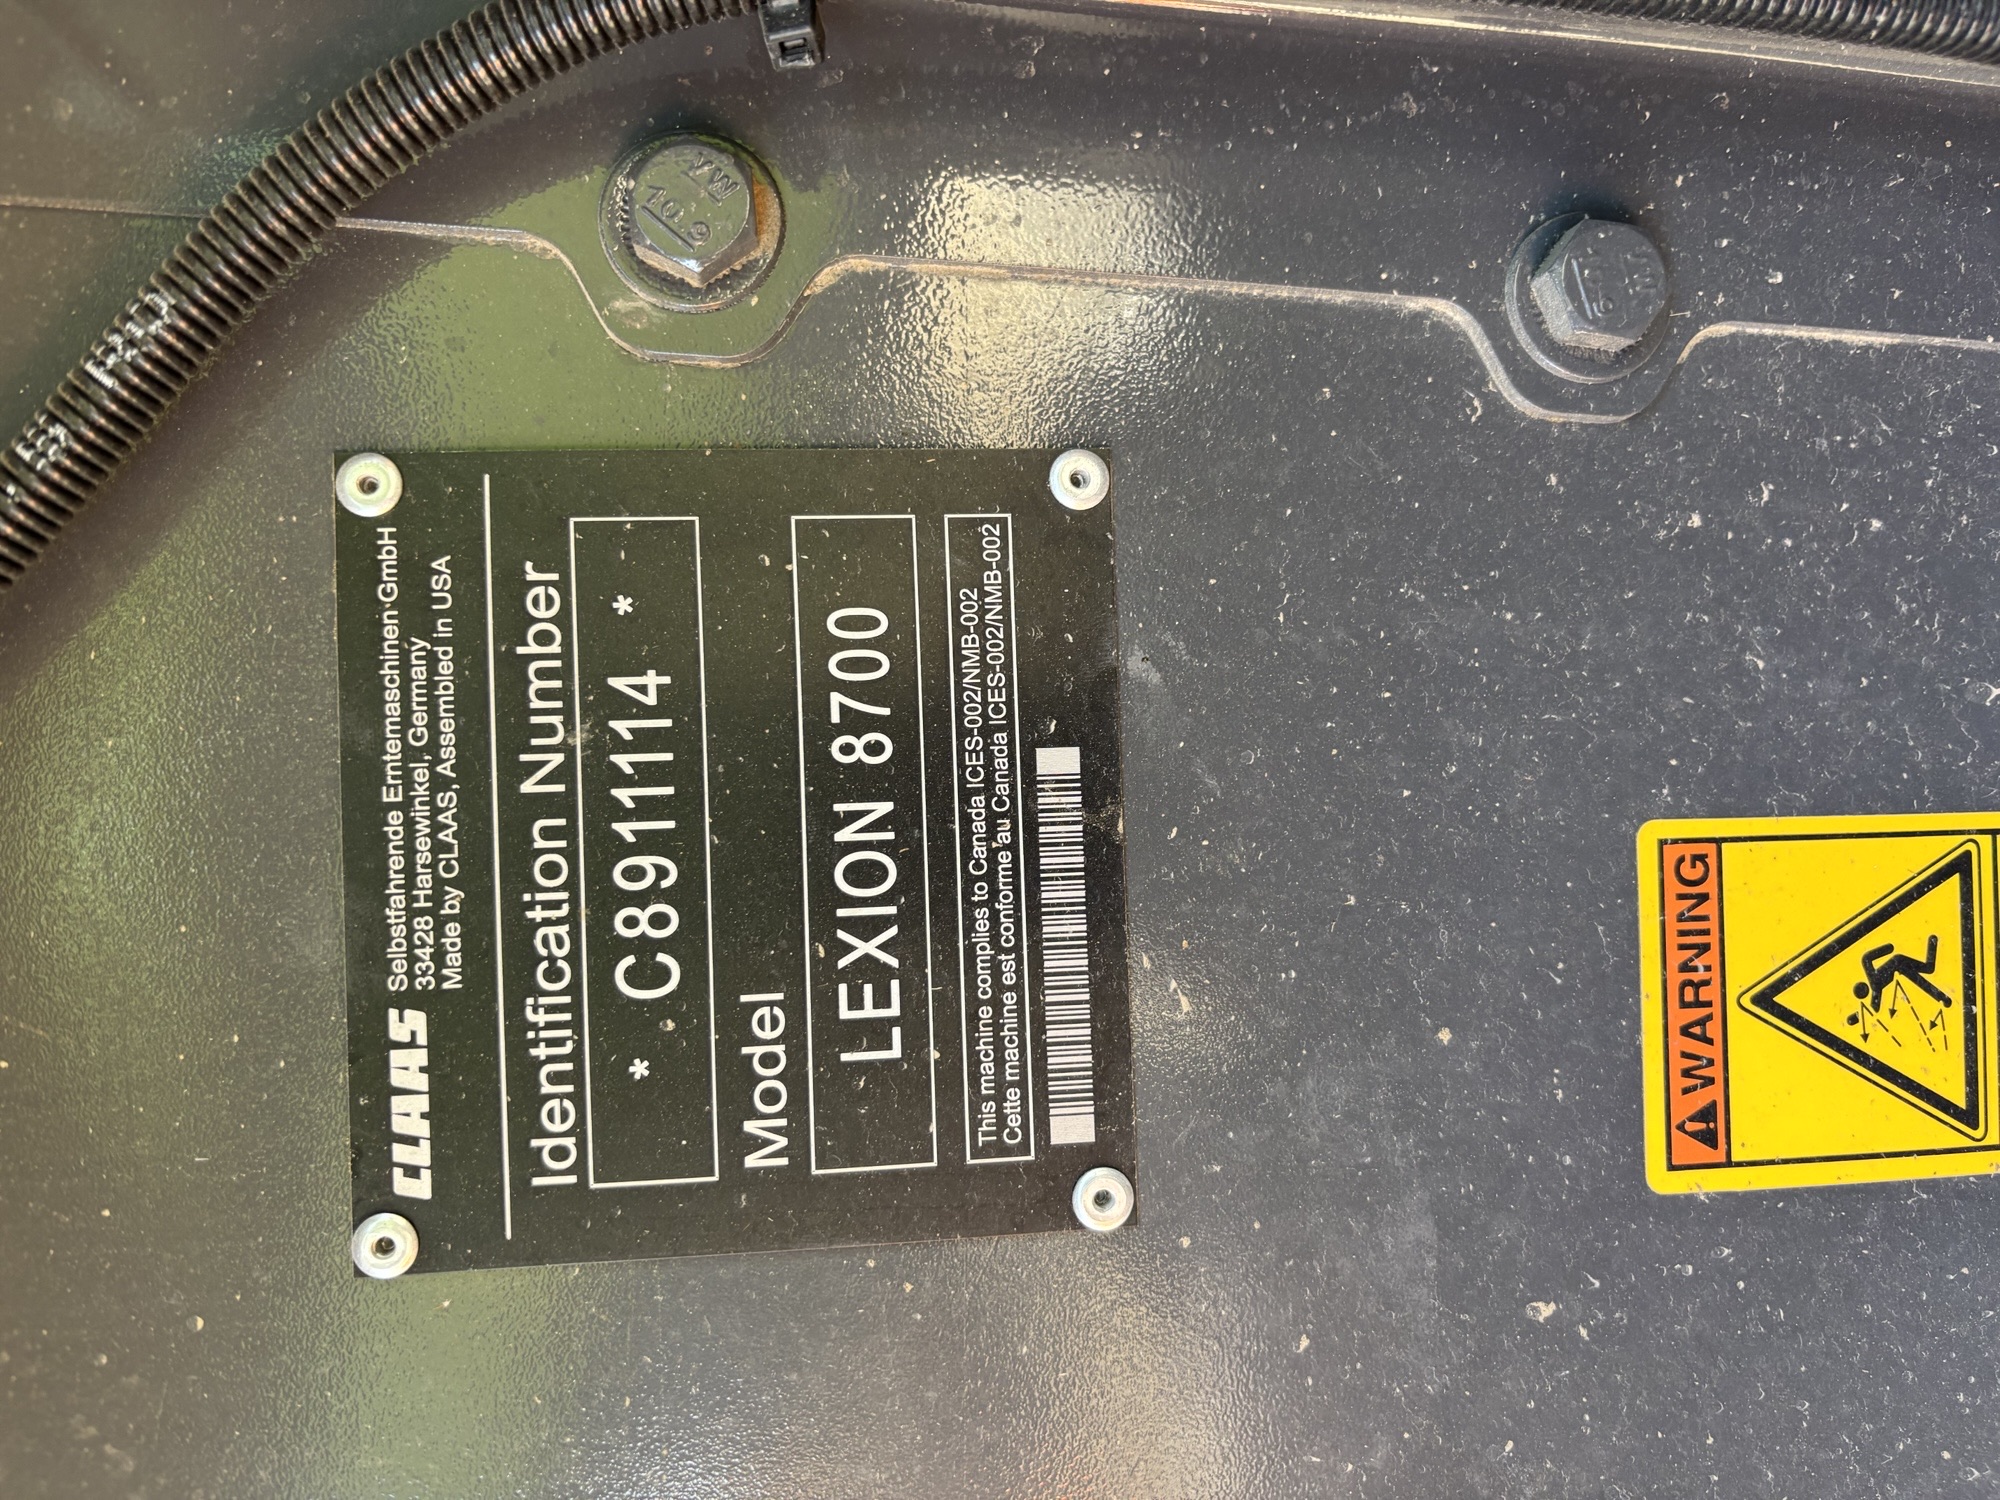 CLAAS
Selbstfahrende Erntemaschinen GmbH
33428 Harsewinkel, Germany
Made by CLAAS, Assembled in USA
Identification Number
* C8911114 *
Model
LEXION 8700
This machine complies to Canada ICES-002/NMB-002
Cette machine est conforme au Canada ICES-002/NMB-002
WARNING
10.9